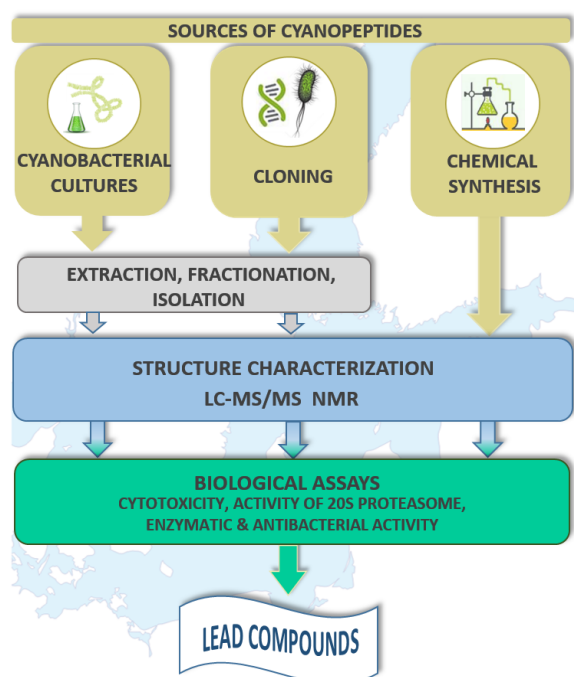 SOURCES OF CYANOPEPTIDES
CYANOBACTERIAL
CULTURES
CLONING
CHEMICAL
SYNTHESIS
EXTRACTION, FRACTIONATION,
ISOLATION
STRUCTURE CHARACTERIZATION
LC-MS/MS NMR
BIOLOGICAL ASSAYS
CYTOTOXICITY, ACTIVITY OF 20S PROTEASOME,
ENZYMATIC & ANTIBACTERIAL ACTIVITY
LEAD COMPOUNDS